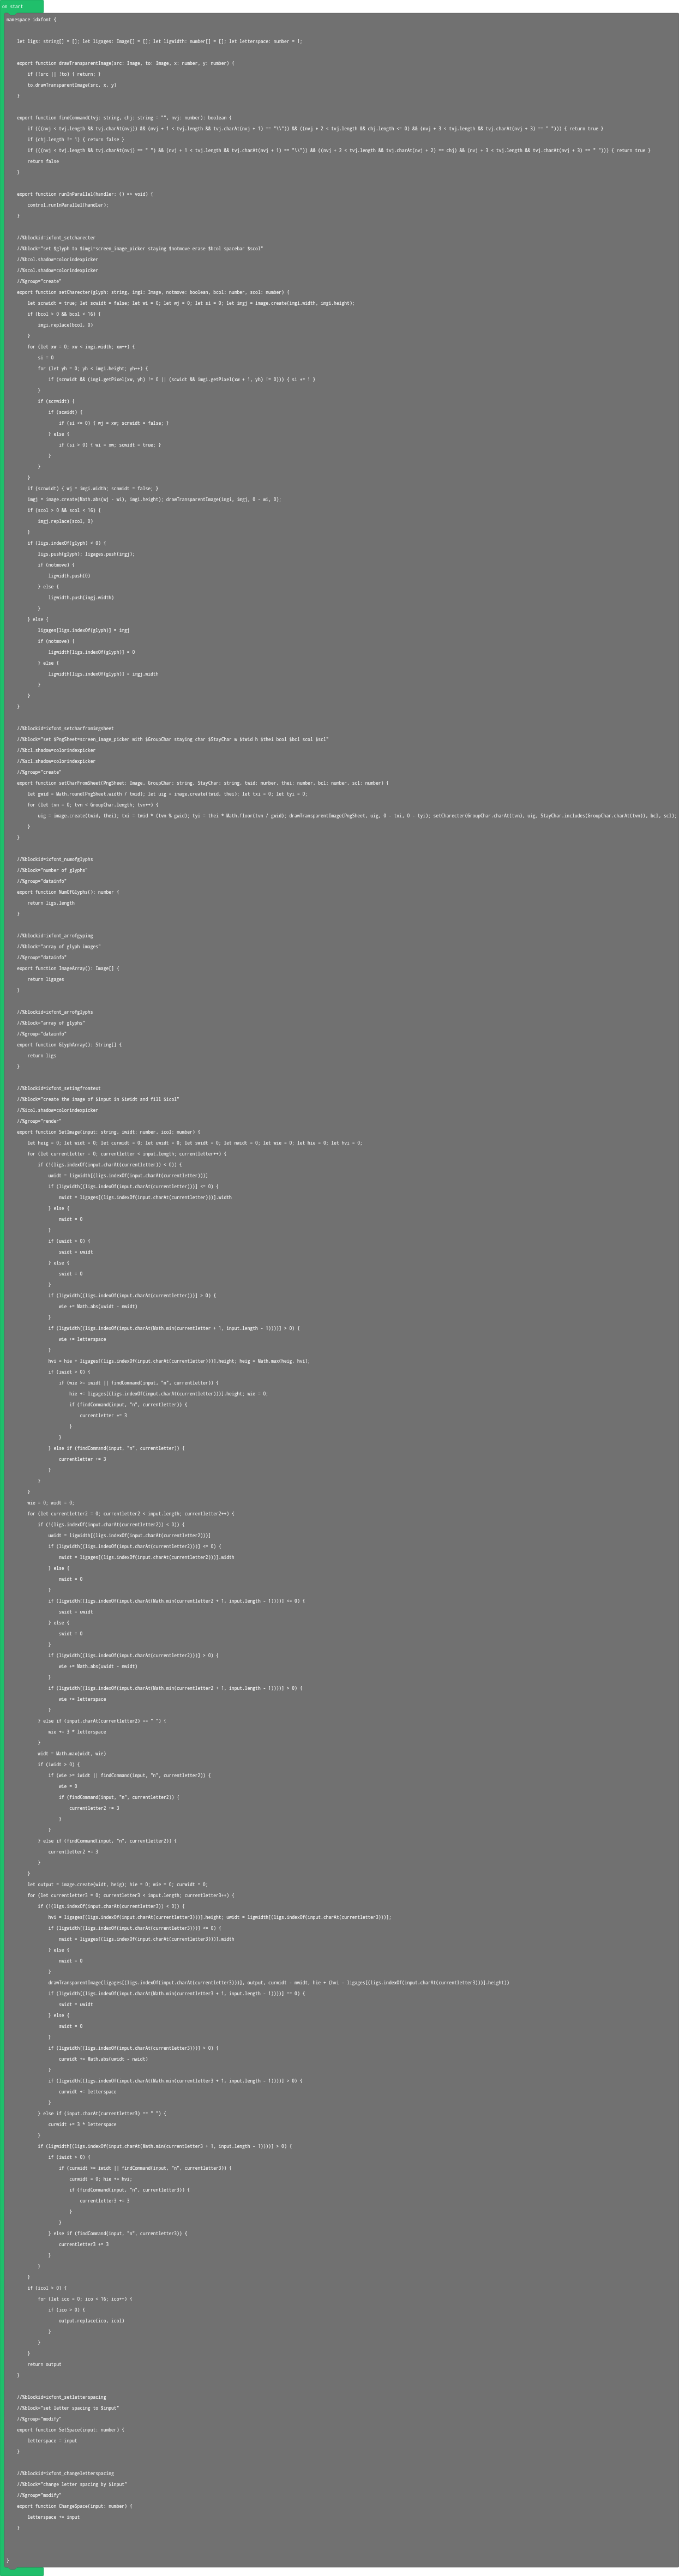 on start
namespace idxfont {
let ligs: string[] = []; let ligages: Image[] = []; let ligwidth: number[] = []; let letterspace: number = 1;
export function drawTransparentImage(src: Image, to: Image, x: number, y: number) {
if (!src || !to) { return; }
to.drawTransparentImage(src, x, y)
}
export function findCommand(tvj: string, chj: string = "", nvj: number): boolean {
if (((nvj < tvj.length && tvj.charAt(nvj)) && (nvj + 1 < tvj.length && tvj.charAt(nvj + 1) == "\\")) && ((nvj + 2 < tvj.length && chj.length <= 0) && (nvj + 3 < tvj.length && tvj.charAt(nvj + 3) == " "))) { return true }
if (chj.length != 1) { return false }
if (((nvj < tvj.length && tvj.charAt(nvj) == " ") && (nvj + 1 < tvj.length && tvj.charAt(nvj + 1) == "\\")) && ((nvj + 2 < tvj.length && tvj.charAt(nvj + 2) == chj) && (nvj + 3 < tvj.length && tvj.charAt(nvj + 3) == " "))) { return true }
return false
}
export function runInParallel(handler: () => void) {
control.runInParallel(handler);
}
//%blockid=ixfont_setcharecter
//%block="set $glyph to $imgi=screen_image_picker staying $notmove erase $bcol spacebar $scol"
//%bcol.shadow=colorindexpicker
//%scol.shadow=colorindexpicker
//%group="create"
export function setCharecter(glyph: string, imgi: Image, notmove: boolean, bcol: number, scol: number) {
let scnwidt = true; let scwidt = false; let wi = 0; let wj = 0; let si = 0; let imgj = image.create(imgi.width, imgi.height);
if (bcol > 0 && bcol < 16) {
imgi.replace(bcol, 0)
}
for (let xw = 0; xw < imgi.width; xw++) {
si = 0
for (let yh = 0; yh < imgi.height; yh++) {
if (scnwidt && (imgi.getPixel(xw, yh) != 0 || (scwidt && imgi.getPixel(xw + 1, yh) != 0))) { si += 1 }
}
if (scnwidt) {
if (scwidt) {
if (si <= 0) { wj = xw; scnwidt = false; }
} else {
if (si > 0) { wi = xw; scwidt = true; }
}
}
}
if (scnwidt) { wj = imgi.width; scnwidt = false; }
imgj = image.create(Math.abs(wj - wi), imgi.height); drawTransparentImage(imgi, imgj, 0 - wi, 0);
if (scol > 0 && scol < 16) {
imgj.replace(scol, 0)
}
if (ligs.indexOf(glyph) < 0) {
ligs.push(glyph); ligages.push(imgj);
if (notmove) {
ligwidth.push(0)
} else {
ligwidth.push(imgj.width)
}
} else {
ligages[ligs.indexOf(glyph)] = imgj
if (notmove) {
ligwidth[ligs.indexOf(glyph)] = 0
} else {
ligwidth[ligs.indexOf(glyph)] = imgj.width
}
}
}
//%blockid=ixfont_setcharfromimgsheet
//%block="set $PngSheet=screen_image_picker with $GroupChar staying char $StayChar w $twid h $thei bcol $bcl scol $scl"
//%bcl.shadow=colorindexpicker
//%scl.shadow=colorindexpicker
//%group="create"
export function setCharFromSheet(PngSheet: Image, GroupChar: string, StayChar: string, twid: number, thei: number, bcl: number, scl: number) {
let gwid = Math.round(PngSheet.width / twid); let uig = image.create(twid, thei); let txi = 0; let tyi = 0;
for (let tvn = 0; tvn < GroupChar.length; tvn++) {
uig = image.create(twid, thei); txi = twid * (tvn % gwid); tyi = thei * Math.floor(tvn / gwid); drawTransparentImage(PngSheet, uig, 0 - txi, 0 - tyi); setCharecter(GroupChar.charAt(tvn), uig, StayChar.includes(GroupChar.charAt(tvn)), bcl, scl);
}
}
//%blockid=ixfont_numofglyphs
//%block="number of glyphs"
//%group="datainfo"
export function NumOfGlyphs(): number {
return ligs.length
}
//%blockid=ixfont_arrofgypimg
//%block="array of glyph images"
//%group="datainfo"
export function ImageArray(): Image[] {
return ligages
}
//%blockid=ixfont_arrofglyphs
//%block="array of glyphs"
//%group="datainfo"
export function GlyphArray(): String[] {
return ligs
}
//%blockid=ixfont_setimgfromtext
//%block="create the image of $input in $iwidt and fill $icol"
//%icol.shadow=colorindexpicker
//%group="render"
export function SetImage(input: string, iwidt: number, icol: number) {
let heig = 0; let widt = 0; let curwidt = 0; let uwidt = 0; let swidt = 0; let nwidt = 0; let wie = 0; let hie = 0; let hvi = 0;
for (let currentletter = 0; currentletter < input.length; currentletter++) {
if (!(ligs.indexOf(input.charAt(currentletter)) < 0)) {
uwidt = ligwidth[(ligs.indexOf(input.charAt(currentletter)))]
if (ligwidth[(ligs.indexOf(input.charAt(currentletter)))] == 0) {
nwidt = ligages[(ligs.indexOf(input.charAt(currentletter)))].width
} else {
nwidt = 0
}
if (uwidt > 0) {
swidt = uwidt
} else {
swidt = 0
}
if (ligwidth[(ligs.indexOf(input.charAt(currentletter)))] > 0) {
wie += Math.abs(uwidt - nwidt)
}
if (ligwidth[(ligs.indexOf(input.charAt(Math.min(currentletter + 1, input.length - 1))))] > 0) {
wie += letterspace
}
hvi = hie + ligages[(ligs.indexOf(input.charAt(currentletter)))].height; heig = Math.max(heig, hvi);
if (iwidt > 0) {
if (wie >= iwidt || findCommand(input, "n", currentletter)) {
hie += ligages[(ligs.indexOf(input.charAt(currentletter)))].height; wie = 0;
if (findCommand(input, "n", currentletter)) {
currentletter += 3
}
}
} else if (findCommand(input, "n", currentletter)) {
currentletter += 3
}
}
}
wie = 0; widt = 0;
for (let currentletter2 = 0; currentletter2 < input.length; currentletter2++) {
if (!(ligs.indexOf(input.charAt(currentletter2)) < 0)) {
uwidt = ligwidth[(ligs.indexOf(input.charAt(currentletter2)))]
if (ligwidth[(ligs.indexOf(input.charAt(currentletter2)))] == 0) {
nwidt = ligages[(ligs.indexOf(input.charAt(currentletter2)))].width
} else {
nwidt = 0
}
if (ligwidth[(ligs.indexOf(input.charAt(Math.min(currentletter2 + 1, input.length - 1))))] == 0) {
swidt = uwidt
} else {
swidt = 0
}
if (ligwidth[(ligs.indexOf(input.charAt(currentletter2)))] > 0) {
wie += Math.abs(uwidt - nwidt)
}
if (ligwidth[(ligs.indexOf(input.charAt(Math.min(currentletter2 + 1, input.length - 1))))] > 0) {
wie += letterspace
}
} else if (input.charAt(currentletter2) == " ") {
wie += 3 * letterspace
}
widt = Math.max(widt, wie)
if (iwidt > 0) {
if (wie >= iwidt || findCommand(input, "n", currentletter2)) {
wie = 0
if (findCommand(input, "n", currentletter2)) {
currentletter2 += 3
}
}
} else if (findCommand(input, "n", currentletter2)) {
currentletter2 += 3
}
}
let output = image.create(widt, heig); hie = 0; wie = 0; curwidt = 0;
for (let currentletter3 = 0; currentletter3 < input.length; currentletter3++) {
if (!(ligs.indexOf(input.charAt(currentletter3)) < 0)) {
hvi = ligages[(ligs.indexOf(input.charAt(currentletter3)))].height; uwidt = ligwidth[(ligs.indexOf(input.charAt(currentletter3)))];
if (ligwidth[(ligs.indexOf(input.charAt(currentletter3)))] == 0) {
nwidt = ligages[(ligs.indexOf(input.charAt(currentletter3)))].width
} else {
nwidt = 0
}
drawTransparentImage(ligages[(ligs.indexOf(input.charAt(currentletter3)))], output, curwidt - nwidt, hie + (hvi - ligages[(ligs.indexOf(input.charAt(currentletter3)))].height))
if (ligwidth[(ligs.indexOf(input.charAt(Math.min(currentletter3 + 1, input.length - 1))))] == 0) {
swidt = uwidt
} else {
swidt = 0
}
if (ligwidth[(ligs.indexOf(input.charAt(currentletter3)))] > 0) {
curwidt += Math.abs(uwidt - nwidt)
}
if (ligwidth[(ligs.indexOf(input.charAt(Math.min(currentletter3 + 1, input.length - 1))))] > 0) {
curwidt += letterspace
}
} else if (input.charAt(currentletter3) == " ") {
curwidt += 3 * letterspace
}
if (ligwidth[(ligs.indexOf(input.charAt(Math.min(currentletter3 + 1, input.length - 1))))] > 0) {
if (iwidt > 0) {
if (curwidt >= iwidt || findCommand(input, "n", currentletter3)) {
curwidt = 0; hie += hvi;
if (findCommand(input, "n", currentletter3)) {
currentletter3 += 3
}
}
} else if (findCommand(input, "n", currentletter3)) {
currentletter3 += 3
}
}
}
if (icol > 0) {
for (let ico = 0; ico < 16; ico++) {
if (ico > 0) {
output.replace(ico, icol)
}
}
}
return output
}
//%blockid=ixfont_setletterspacing
//%block="set letter spacing to $input"
//%group="modify"
export function SetSpace(input: number) {
letterspace = input
}
//%blockid=ixfont_changeletterspacing
//%block="change letter spacing by $input"
//%group="modify"
export function ChangeSpace(input: number) {
letterspace += input
}
}